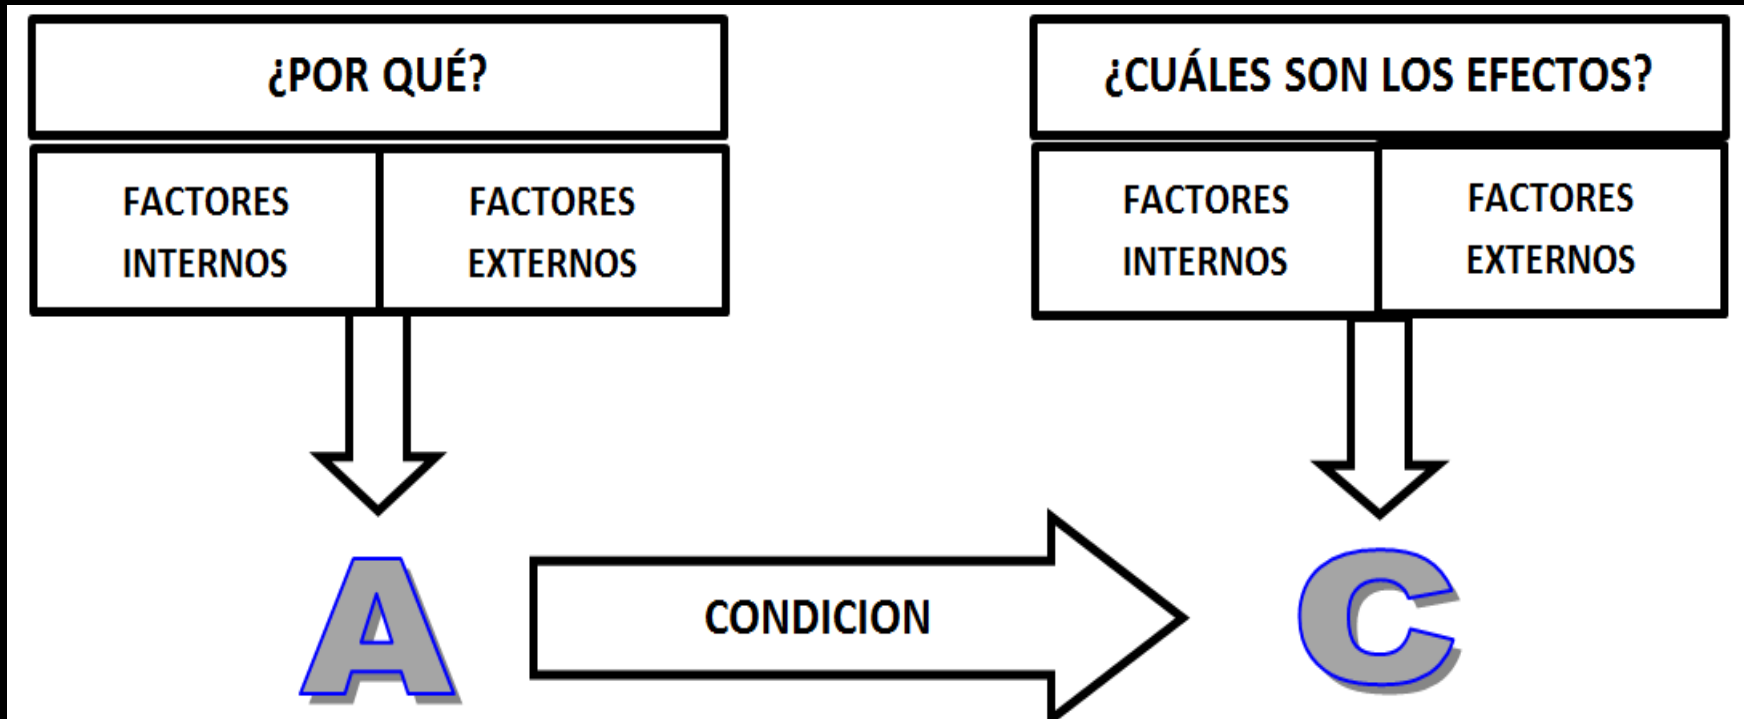 ¿POR QUÉ?
FACTORES
INTERNOS
FACTORES
EXTERNOS
¿CUÁLES SON LOS EFECTOS?
FACTORES
INTERNOS
FACTORES
EXTERNOS
A
CONDICION
C